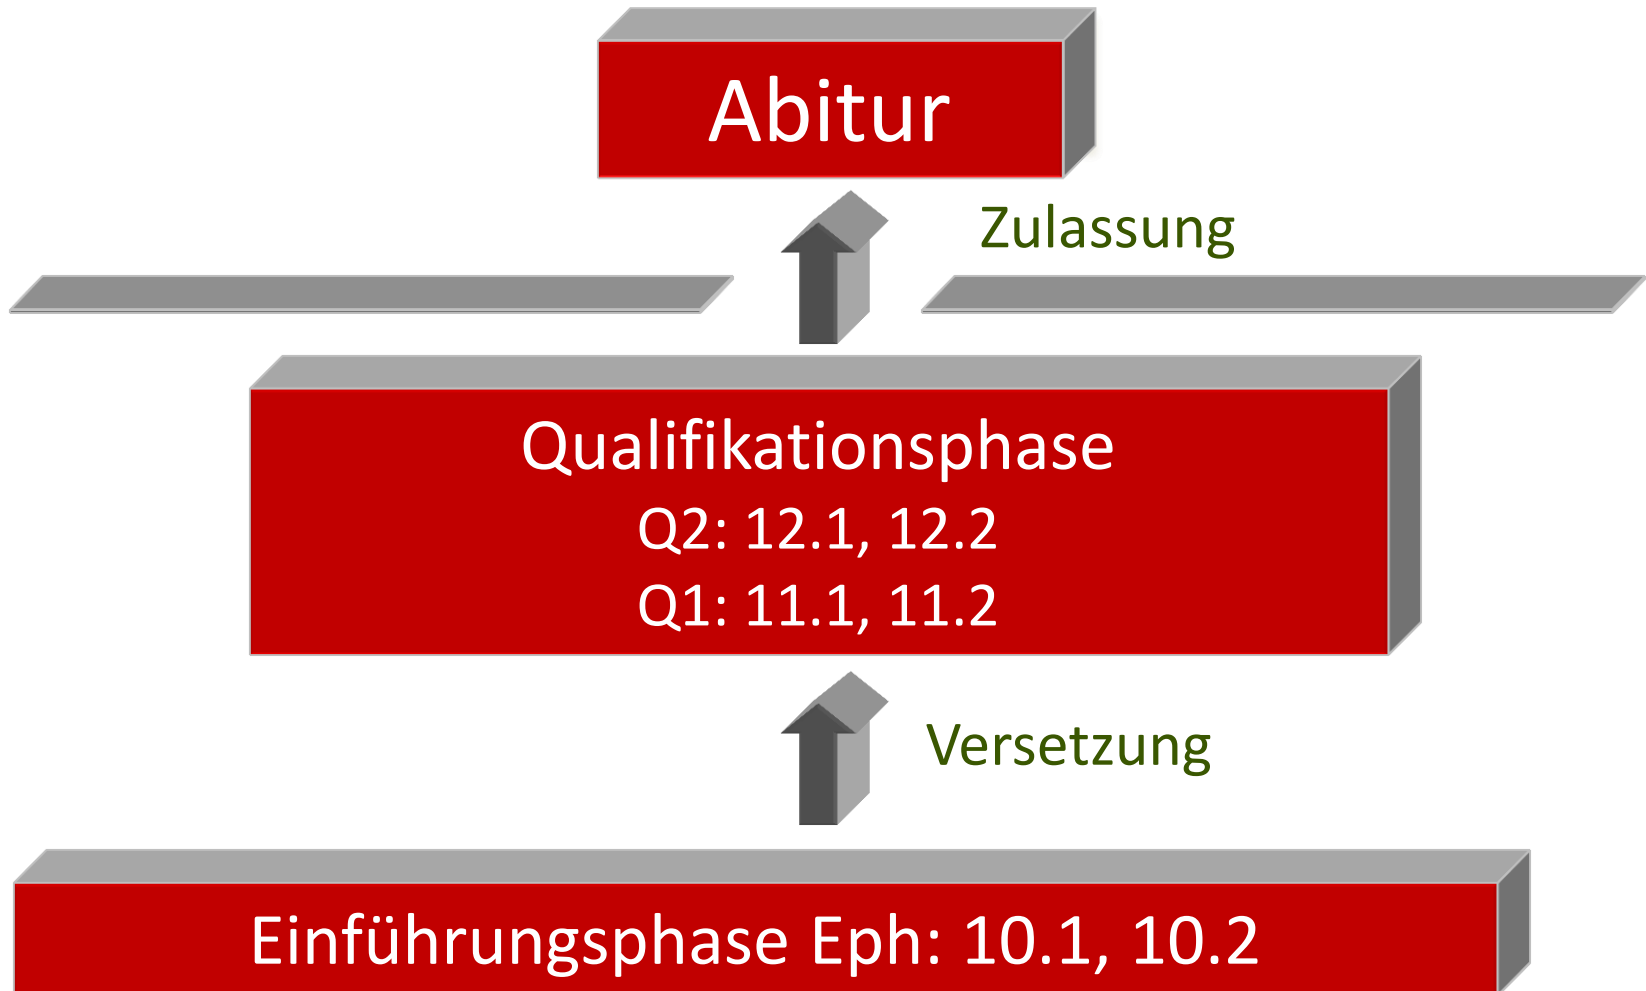 Abitur
Zulassung
Qualifikationsphase
Q2: 12.1, 12.2
Q1: 11.1, 11.2
Versetzung
Einführungsphase Eph: 10.1, 10.2